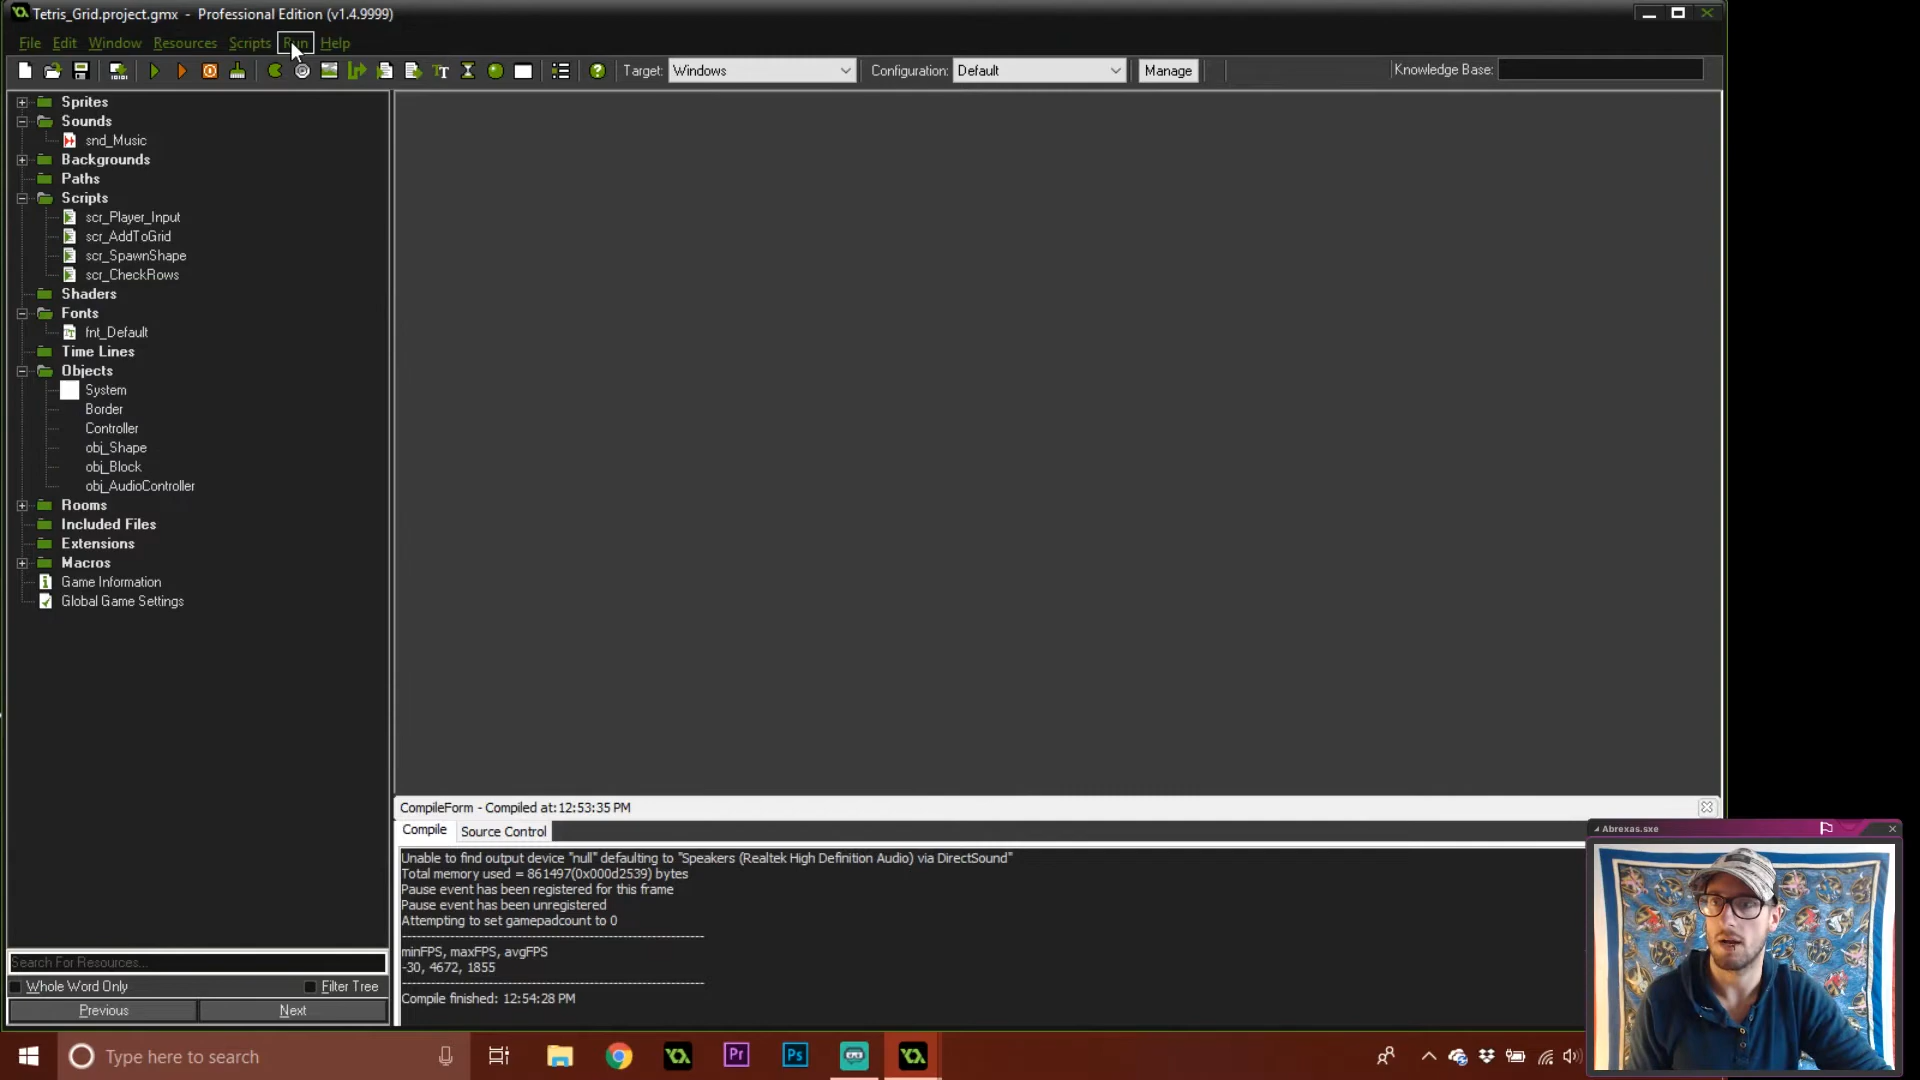 Tetris_Grid.project.gmx - Professional Edition (v1.4.9999)
File Edit Window Resources Scripts Run Help
Target: Windows Configuration: Default Manage Knowledge Base:
Sprites
Sounds
snd_Music
Backgrounds
Paths
Scripts
scr_Player_Input
scr_AddToGrid
scr_SpawnShape
scr_CheckRows
Shaders
Fonts
fnt_Default
Time Lines
Objects
System
Border
Controller
obj_Shape
obj_Block
obj_AudioController
Rooms
Included Files
Extensions
Macros
Game Information
Global Game Settings
Search For Resources...
Whole Word Only Filter Tree
Previous Next
CompileForm - Compiled at:12:53:35 PM
Compile Source Control
Unable to find output device "null" defaulting to "Speakers (Realtek High Definition Audio) via DirectSound"
Total memory used = 861497(0x000d2539) bytes
Pause event has been registered for this frame
Pause event has been unregistered
Attempting to set gamepadcount to 0
minFPS, maxFPS, avgFPS
-30, 4672, 1855
Compile finished: 12:54:28 PM
Abrexas.sxe
Type here to search
Pr
Ps